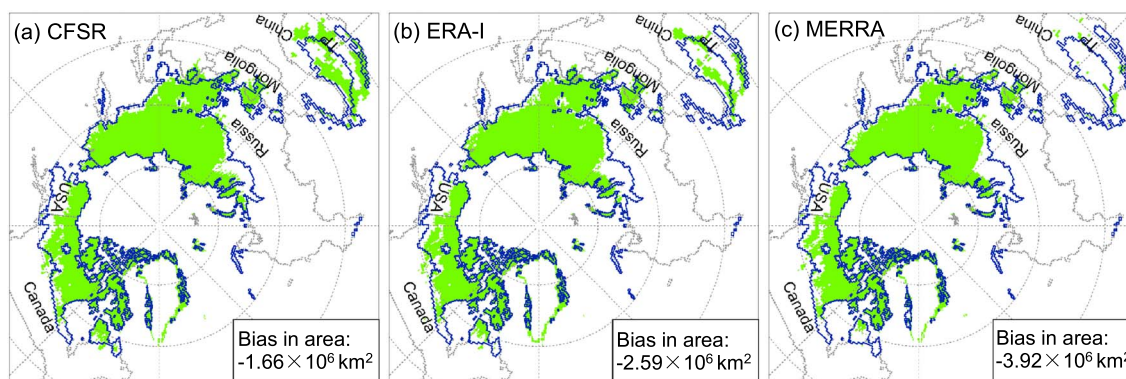 (a) CFSR
China
TP
Mongolia
Russia
USA
Canada
Bias in area:
-1.66×10⁶ km²
(b) ERA-I
China
TP
Mongolia
Russia
USA
Canada
Bias in area:
-2.59×10⁶ km²
(c) MERRA
China
TP
Mongolia
Russia
USA
Canada
Bias in area:
-3.92×10⁶ km²